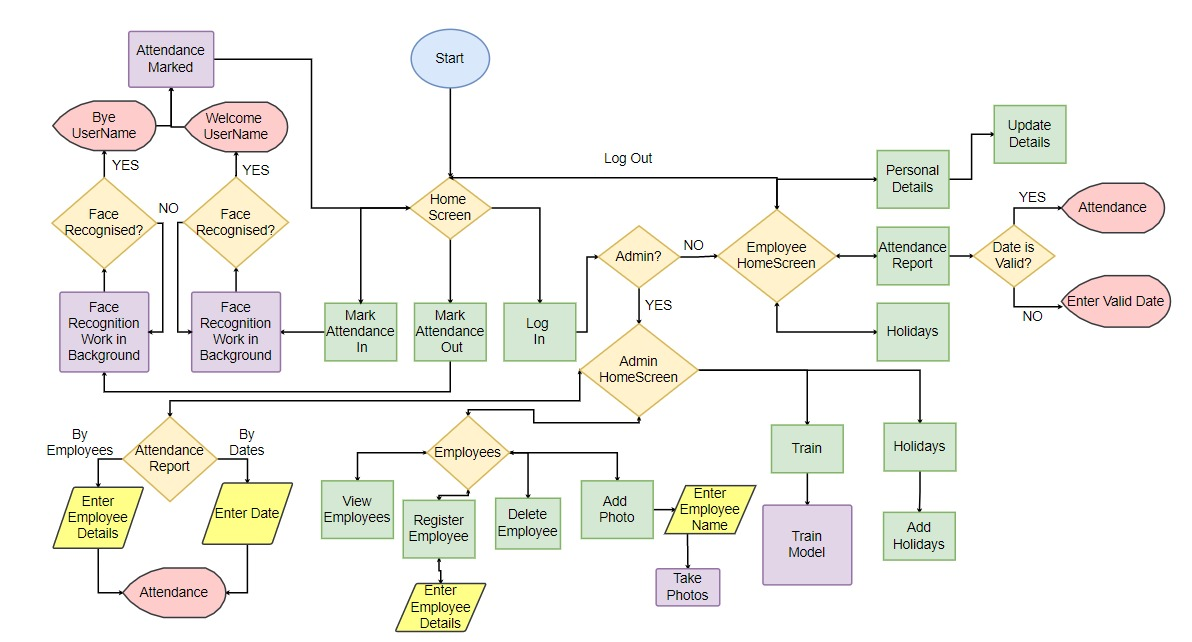 Start
Attendance
Marked
Bye
UserName
Welcome
UserName
YES
YES
Log Out
Update
Details
Personal
Details
Home
Screen
Face
Recognised?
NO
Face
Recognised?
YES
Attendance
Admin?
NO
Employee
HomeScreen
Attendance
Report
Date is
Valid?
Enter Valid Date
NO
Face
Recognition
Work in
Background
Face
Recognition
Work in
Background
Mark
Attendance
In
Mark
Attendance
Out
Log
In
YES
Holidays
Admin
HomeScreen
By
Employees
Attendance
Report
By
Dates
Employees
Train
Holidays
Enter
Employee
Details
Enter Date
View
Employees
Register
Employee
Delete
Employee
Add
Photo
Enter
Employee
Name
Train
Model
Add
Holidays
Attendance
Enter
Employee
Details
Take
Photos